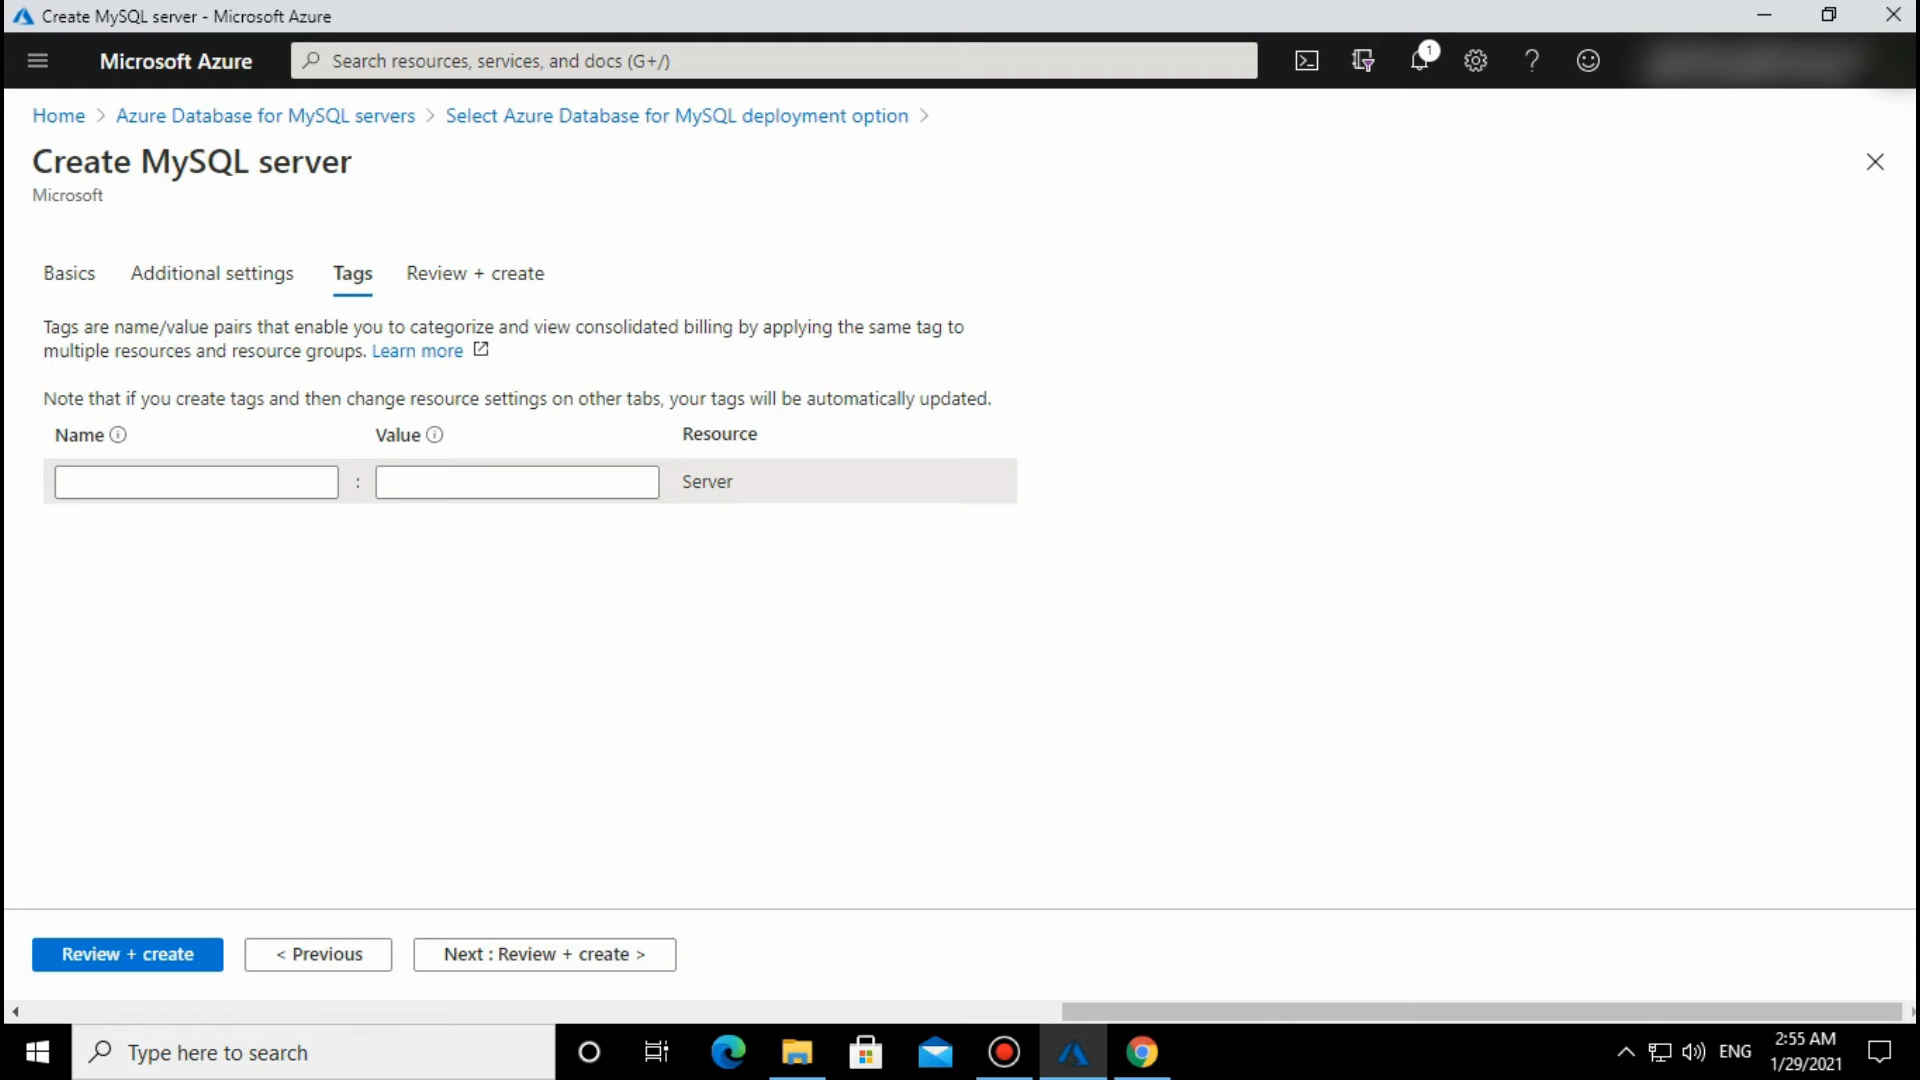 Create MySQL server - Microsoft Azure
Microsoft Azure
Search resources, services, and docs (G+/)
1
Home > Azure Database for MySQL servers > Select Azure Database for MySQL deployment option >
Create MySQL server
Microsoft
Basics Additional settings Tags Review + create
Tags are name/value pairs that enable you to categorize and view consolidated billing by applying the same tag to
multiple resources and resource groups. Learn more
Note that if you create tags and then change resource settings on other tabs, your tags will be automatically updated.
Name Value Resource
: Server
Review + create < Previous Next : Review + create >
Type here to search
ENG
2:55 AM
1/29/2021